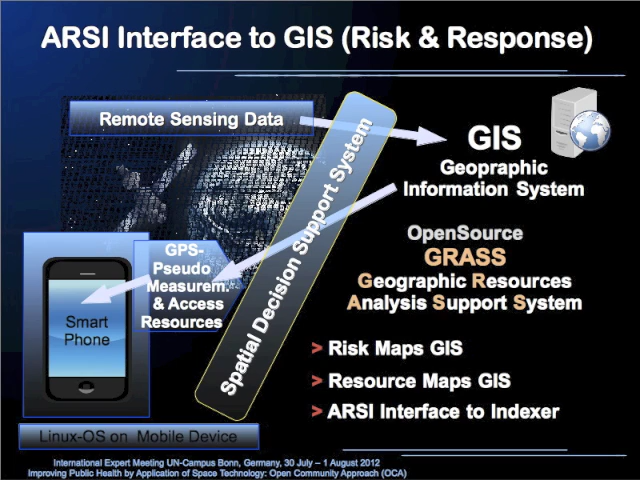 ARSI Interface to GIS (Risk & Response)
Remote Sensing Data
Spatial Decision Support System
GIS
Geopraphic
Information System
OpenSource
GRASS
Geographic Resources
Analysis Support System
GPS-
Pseudo
Measurem.
& Access
Resources
Smart
Phone
> Risk Maps GIS
> Resource Maps GIS
> ARSI Interface to Indexer
Linux-OS on Mobile Device
International Expert Meeting UN-Campus Bonn, Germany, 30 July – 1 August 2012
Improving Public Health by Application of Space Technology: Open Community Approach (OCA)